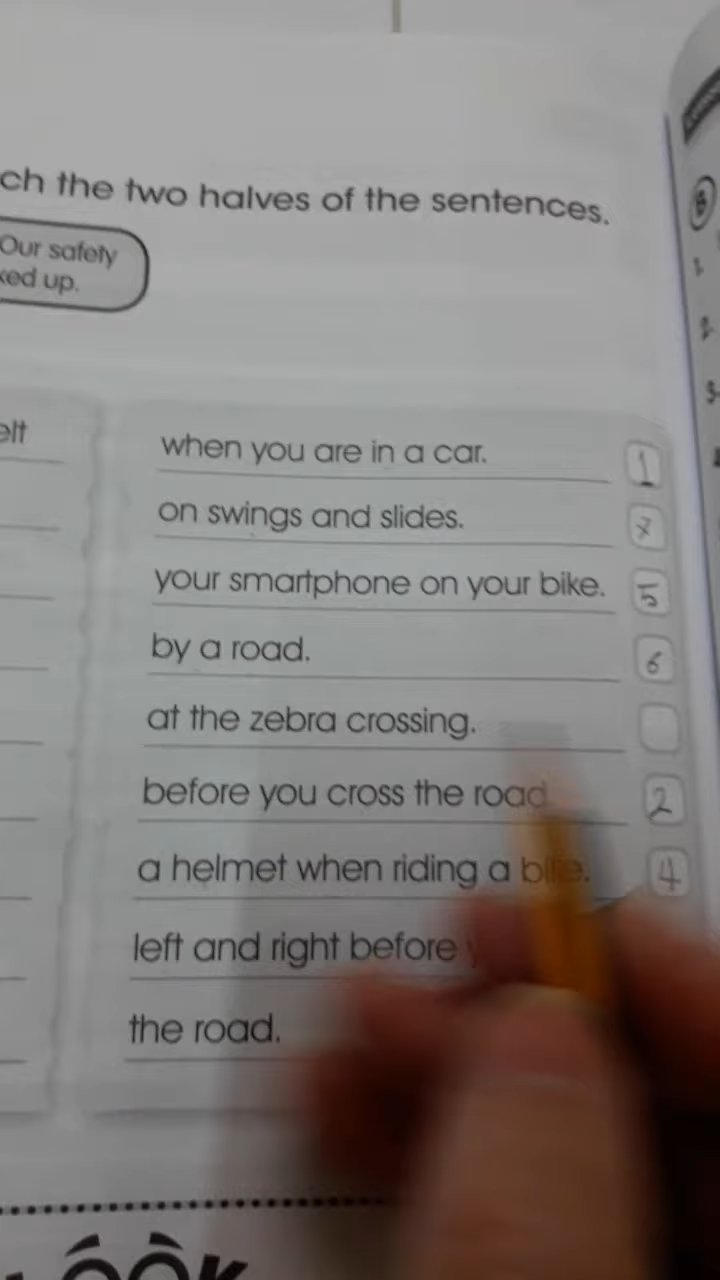 ch the two halves of the sentences.
Our safety
ked up.
elt
when you are in a car. 1
on swings and slides. 7
your smartphone on your bike. 5
by a road. 6
at the zebra crossing.
before you cross the road 2
a helmet when riding a bike. 4
left and right before
the road.